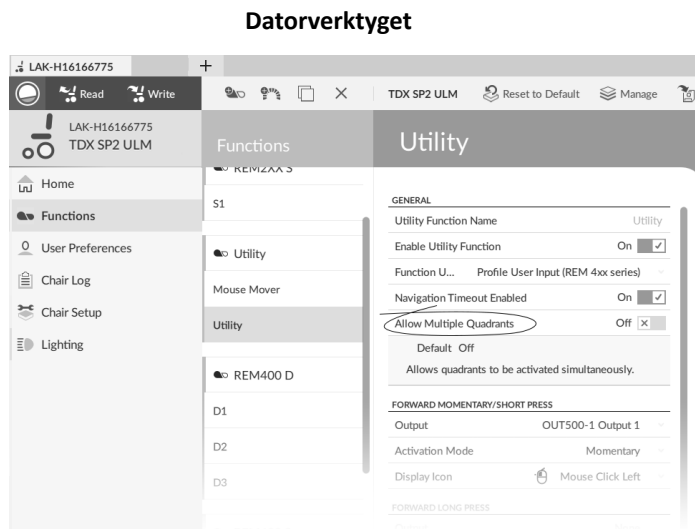 Datorverktyget
LAK-H16166775 +
Read Write TDX SP2 ULM Reset to Default Manage
LAK-H16166775
TDX SP2 ULM
Home
Functions
User Preferences
Chair Log
Chair Setup
Lighting
Functions
REM2XX S
S1
Utility
Mouse Mover
Utility
REM400 D
D1
D2
D3
Utility
GENERAL
Utility Function Name Utility
Enable Utility Function On
Function U... Profile User Input (REM 4xx series)
Navigation Timeout Enabled On
Allow Multiple Quadrants Off
Default Off
Allows quadrants to be activated simultaneously.
FORWARD MOMENTARY/SHORT PRESS
Output OUT500-1 Output 1
Activation Mode Momentary
Display Icon Mouse Click Left
FORWARD LONG PRESS